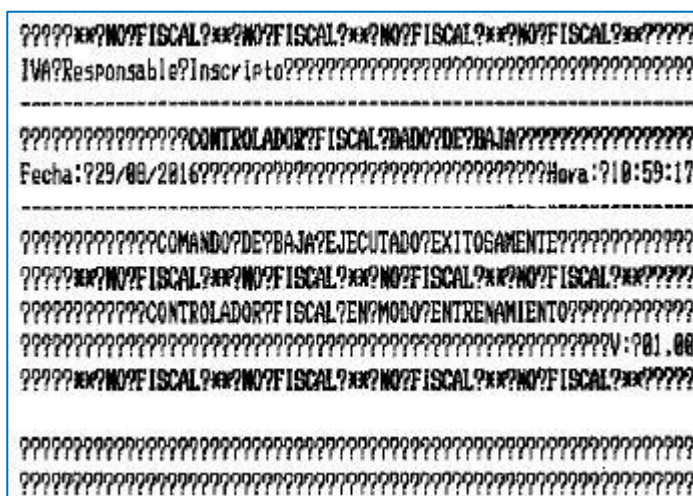 ?????**?NO?FISCAL?**?NO?FISCAL?**?NO?FISCAL?**?NO?FISCAL?**?????
IVA?Responsable?Inscripto???????????????????????????????????????
----------------------------------------------------------------
????????????????CONTROLADOR?FISCAL?DADO?DE?BAJA?????????????????
Fecha:?29/08/2016?????????????????????????????????Hora:?10:59:17
----------------------------------------------------------------
?????????????COMANDO?DE?BAJA?EJECUTADO?EXITOSAMENTE?????????????
?????**?NO?FISCAL?**?NO?FISCAL?**?NO?FISCAL?**?NO?FISCAL?**?????
????????????CONTROLADOR?FISCAL?EN?MODO?ENTRENAMIENTO????????????
????????????????????????????????????????????????????????V:?01.00
?????**?NO?FISCAL?**?NO?FISCAL?**?NO?FISCAL?**?NO?FISCAL?**?????
????????????????????????????????????????????????????????????????
????????????????????????????????????????????????????????????????